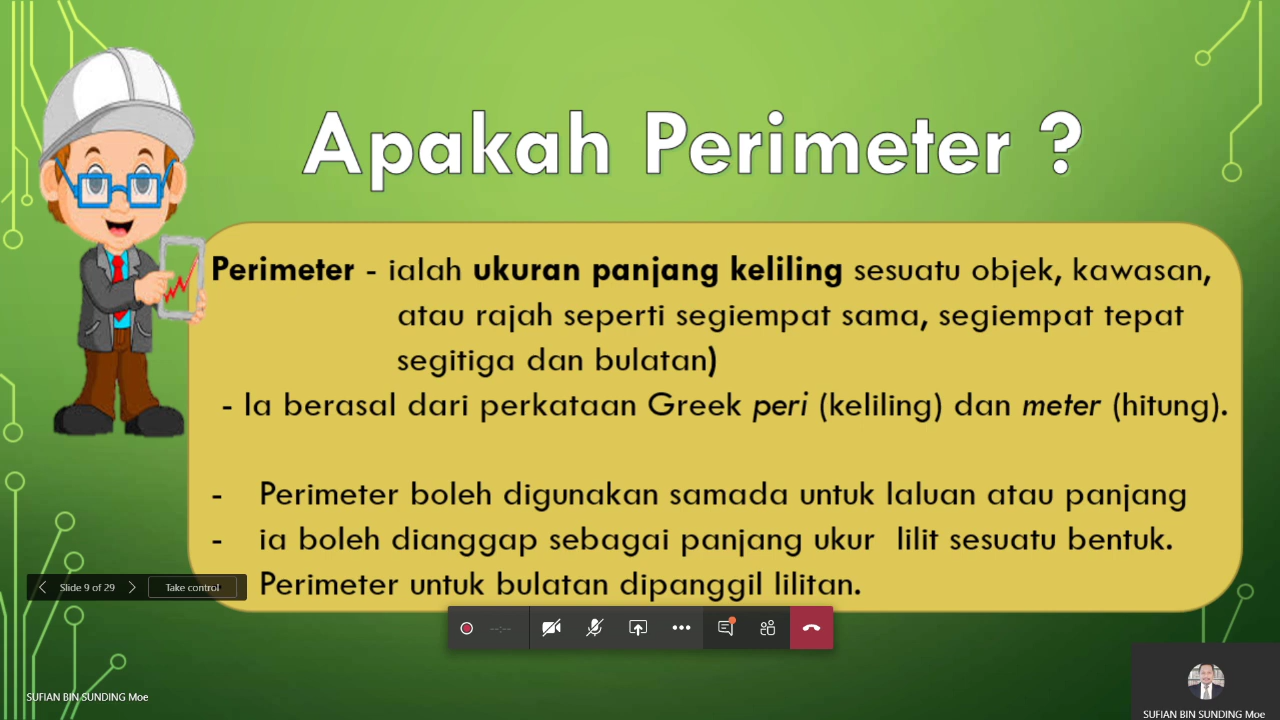 Apakah Perimeter ?
Perimeter - ialah ukuran panjang keliling sesuatu objek, kawasan,
atau rajah seperti segiempat sama, segiempat tepat
segitiga dan bulatan)
- Ia berasal dari perkataan Greek peri (keliling) dan meter (hitung).
- Perimeter boleh digunakan samada untuk laluan atau panjang
- ia boleh dianggap sebagai panjang ukur lilit sesuatu bentuk.
Perimeter untuk bulatan dipanggil lilitan.
Slide 9 of 29
Take control
--:--
SUFIAN BIN SUNDING Moe
SUFIAN BIN SUNDING Moe